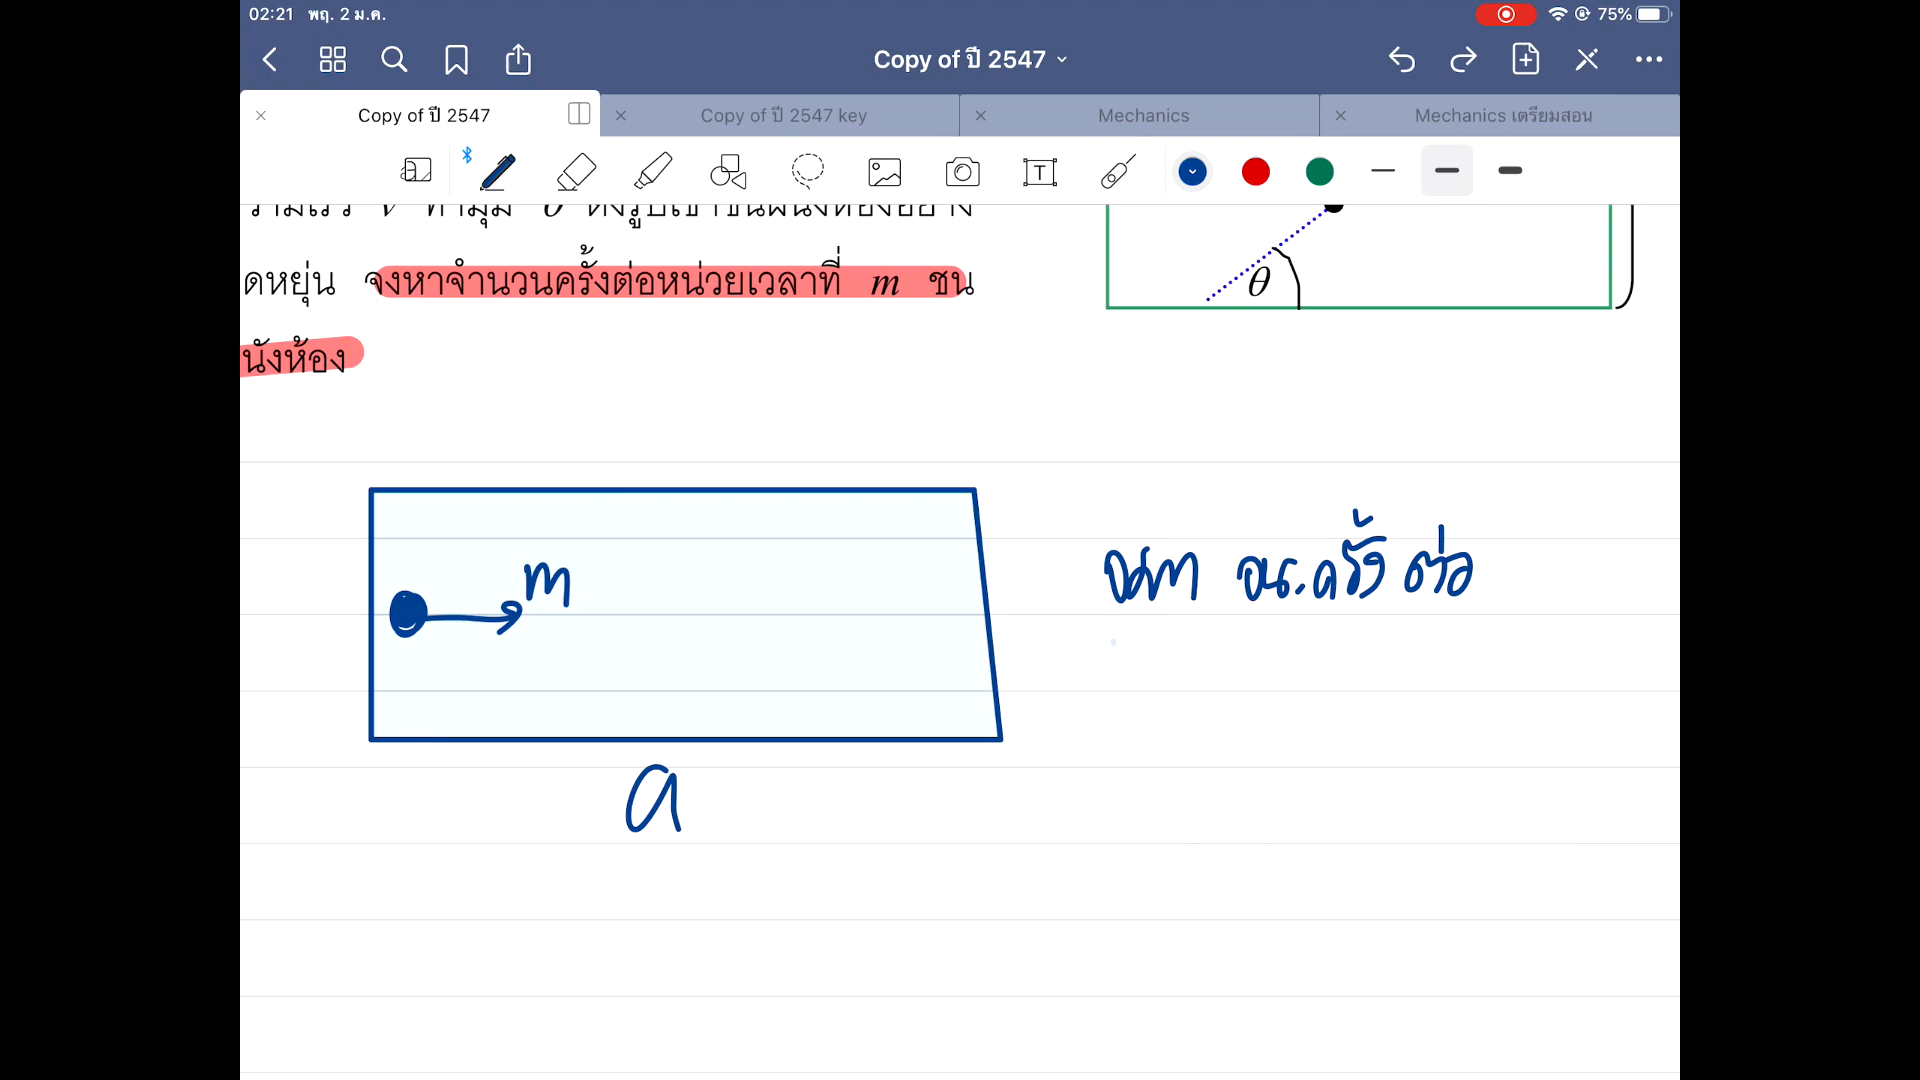 02:21 พฤ. 2 ม.ค. 75%
Copy of ปี 2547
Copy of ปี 2547 Copy of ปี 2547 key Mechanics Mechanics เตรียมสอน
T
θ
ดหยุ่น จงหาจำนวนครั้งต่อหน่วยเวลาที่ m ชน
นังห้อง
m
จน.ครั้ง ต่อ
a